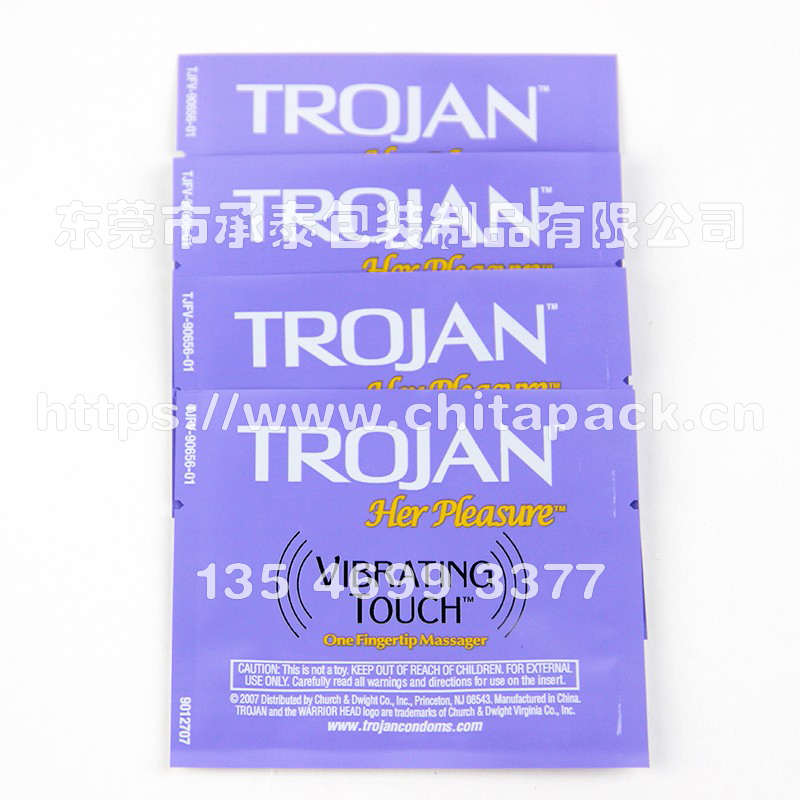 TJFV-90656-01
TROJAN™
TROJAN™
东莞市承泰包装制品有限公司
Her Pleasure™
TJFV-90656-01
TROJAN™
Her Pleasure™
https://www.chitapack.cn
TJFV-90656-01
TROJAN
Her Pleasure™
VIBRATING
135 4699 3377
TOUCH™
One Fingertip Massager
CAUTION: This is not a toy. KEEP OUT OF REACH OF CHILDREN. FOR EXTERNAL
USE ONLY. Carefully read all warnings and directions for use on the insert.
© 2007 Distributed by Church & Dwight Co., Inc., Princeton, NJ 08543. Manufactured in China.
TROJAN and the WARRIOR HEAD logo are trademarks of Church & Dwight Virginia Co., Inc.
www.trojancondoms.com
9012707